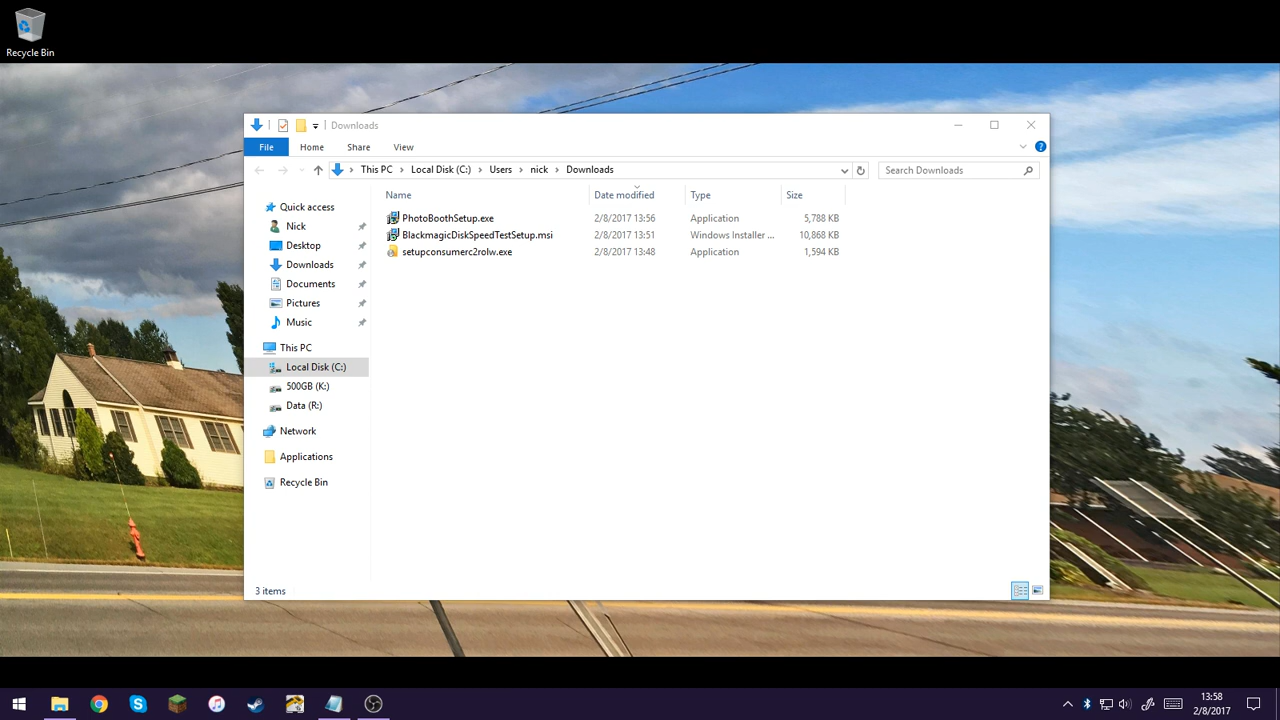 Recycle Bin
Downloads
File Home Share View
This PC Local Disk (C:) Users nick Downloads
Search Downloads
Name Date modified Type Size
PhotoBoothSetup.exe 2/8/2017 13:56 Application 5,788 KB
BlackmagicDiskSpeedTestSetup.msi 2/8/2017 13:51 Windows Installer ... 10,868 KB
setupconsumerc2rolw.exe 2/8/2017 13:48 Application 1,594 KB
Quick access
Nick
Desktop
Downloads
Documents
Pictures
Music
This PC
Local Disk (C:)
500GB (K:)
Data (R:)
Network
Applications
Recycle Bin
3 items
13:58
2/8/2017